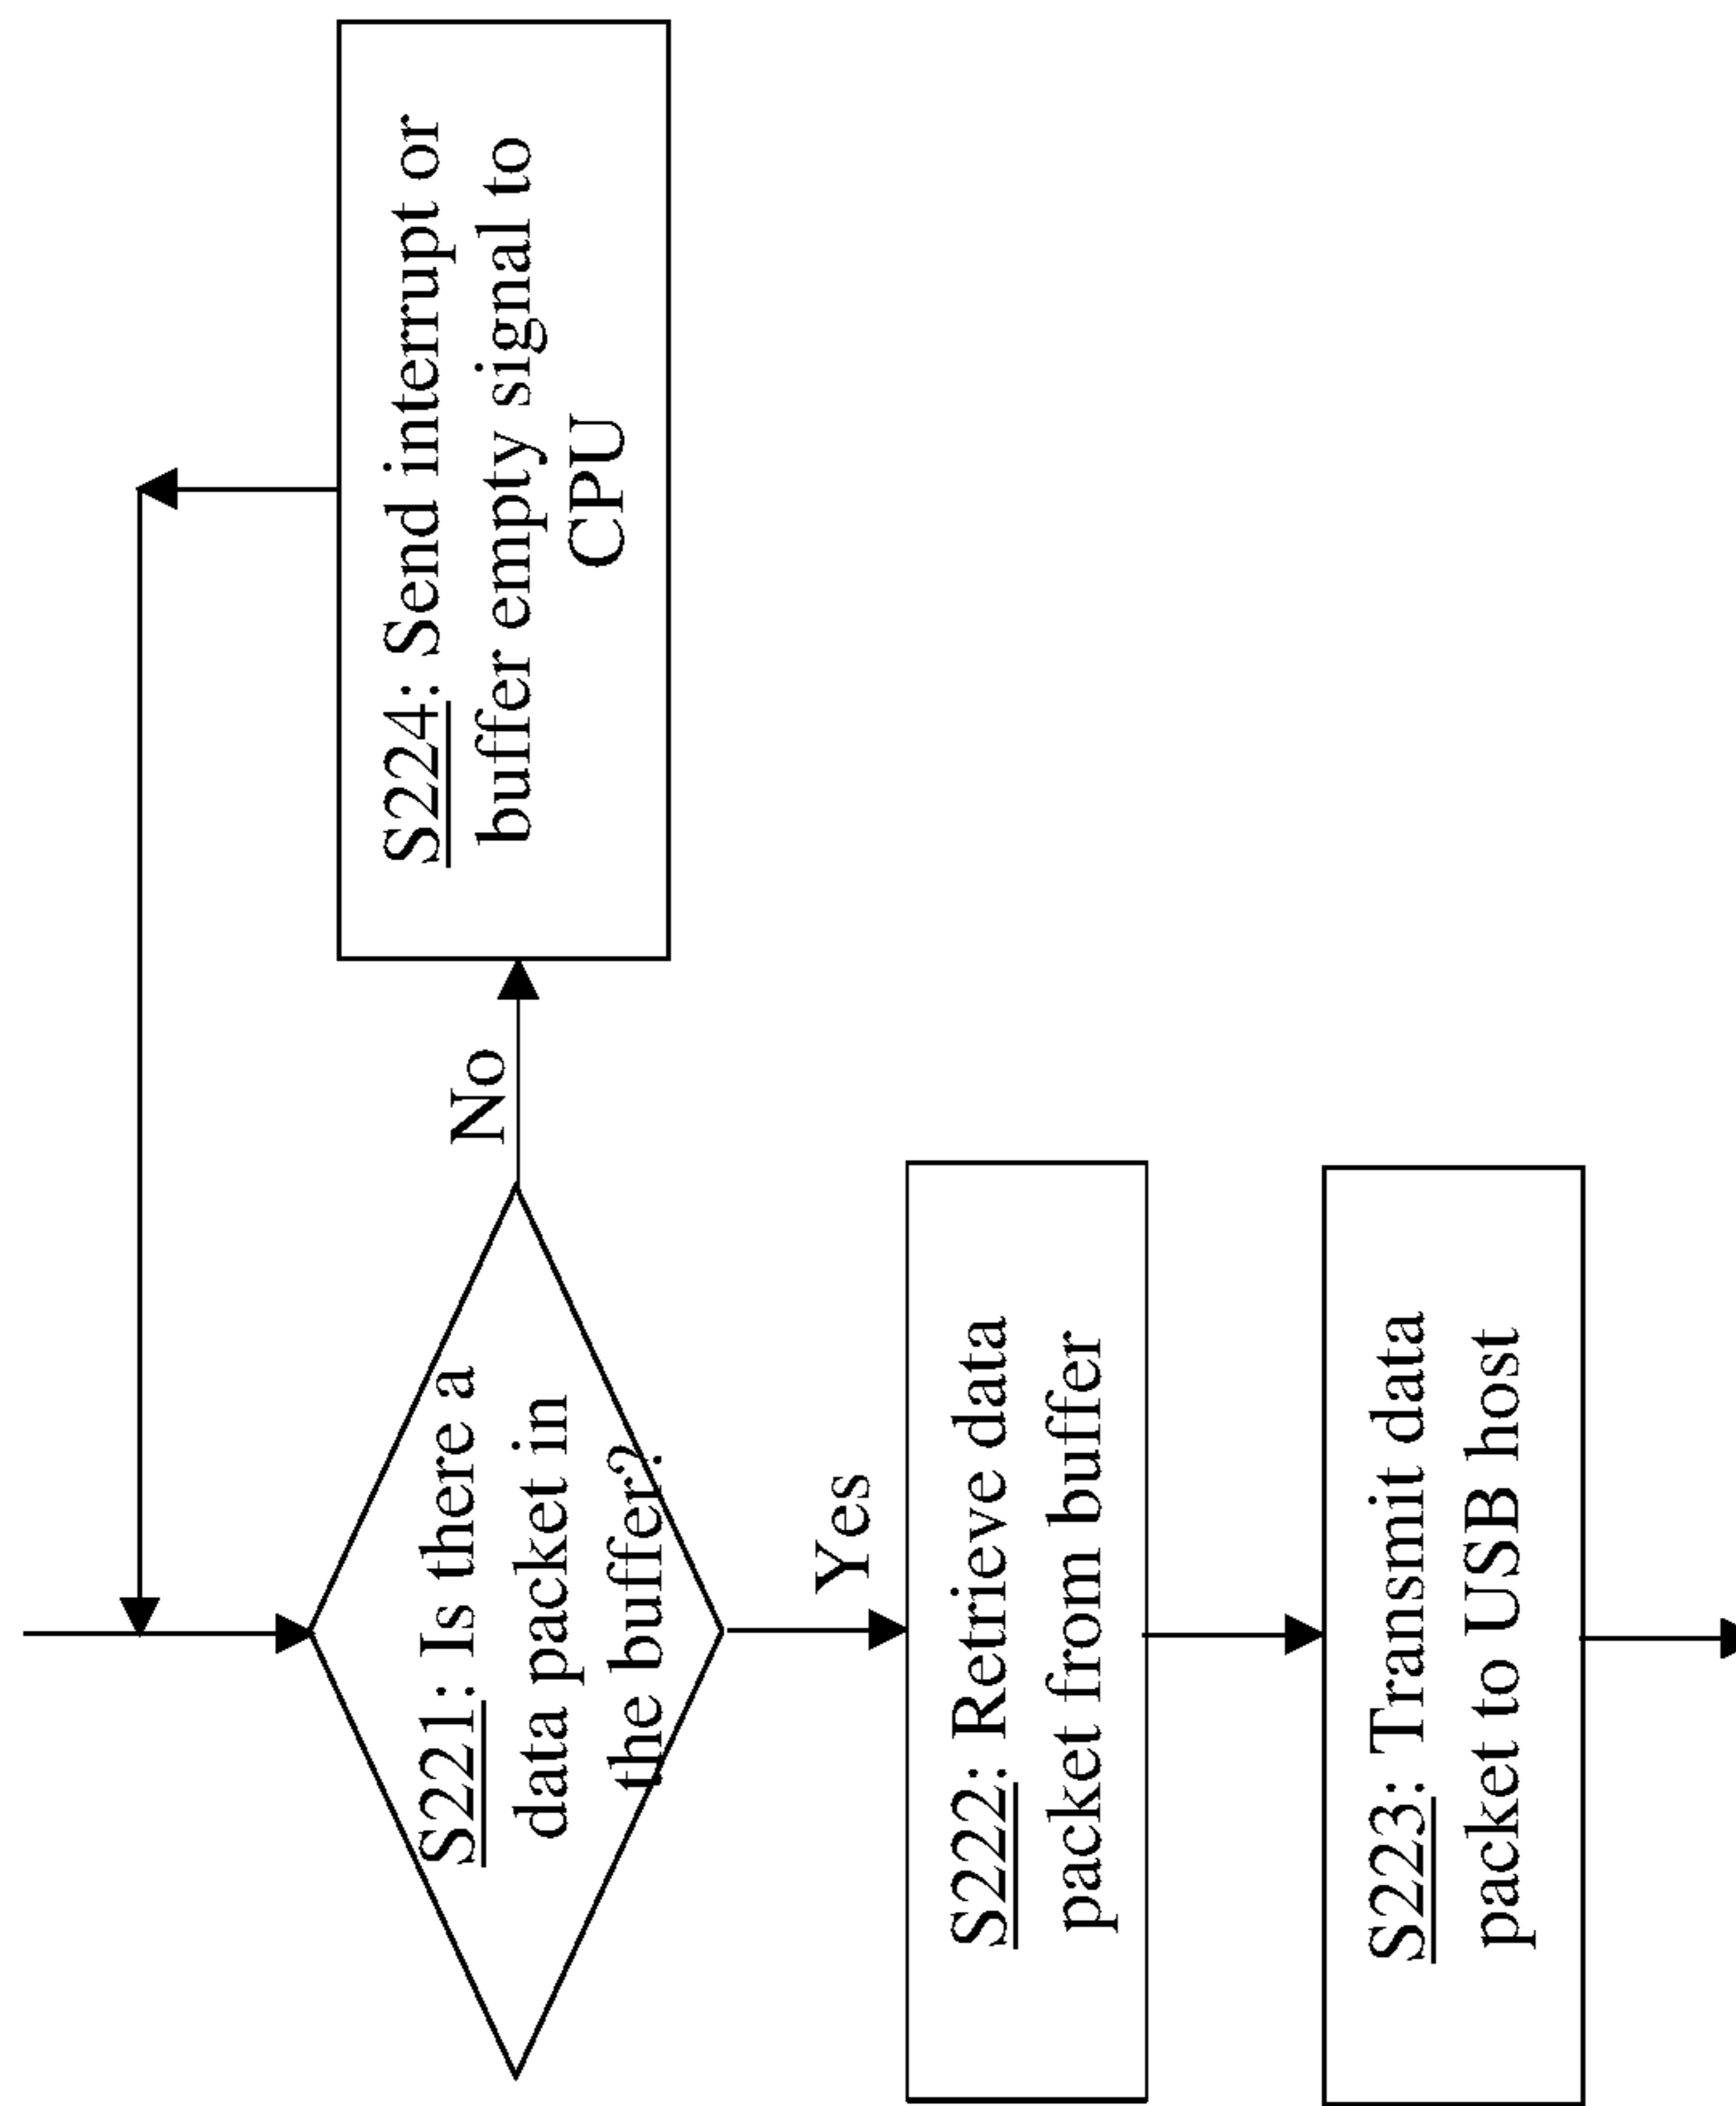 S221: Is there a
data packet in
the buffer?
No
S224: Send interrupt or
buffer empty signal to
CPU
Yes
S222: Retrieve data
packet from buffer
S223: Transmit data
packet to USB host